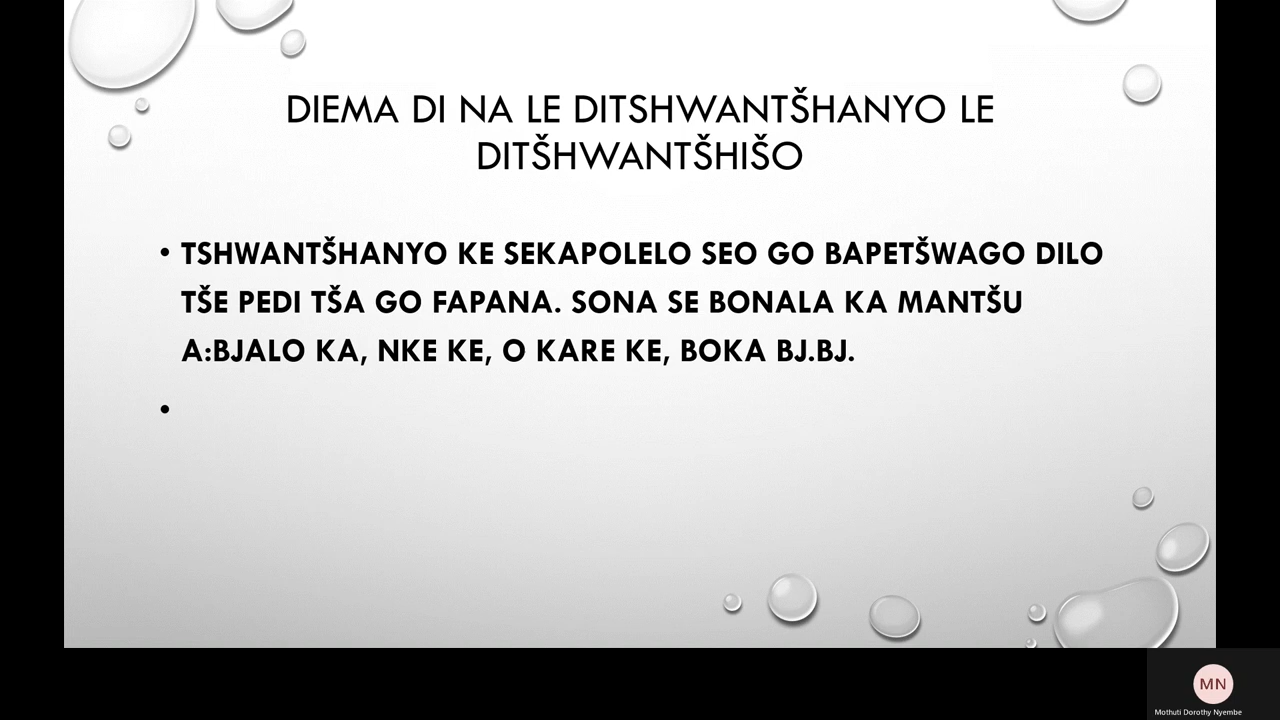 DIEMA DI NA LE DITSHWANTŠHANYO LE
DITŠHWANTŠHIŠO
• TSHWANTŠHANYO KE SEKAPOLELO SEO GO BAPETŠWAGO DILO
TŠE PEDI TŠA GO FAPANA. SONA SE BONALA KA MANTŠU
A:BJALO KA, NKE KE, O KARE KE, BOKA BJ.BJ.
•
MN
Mothuti Dorothy Nyembe